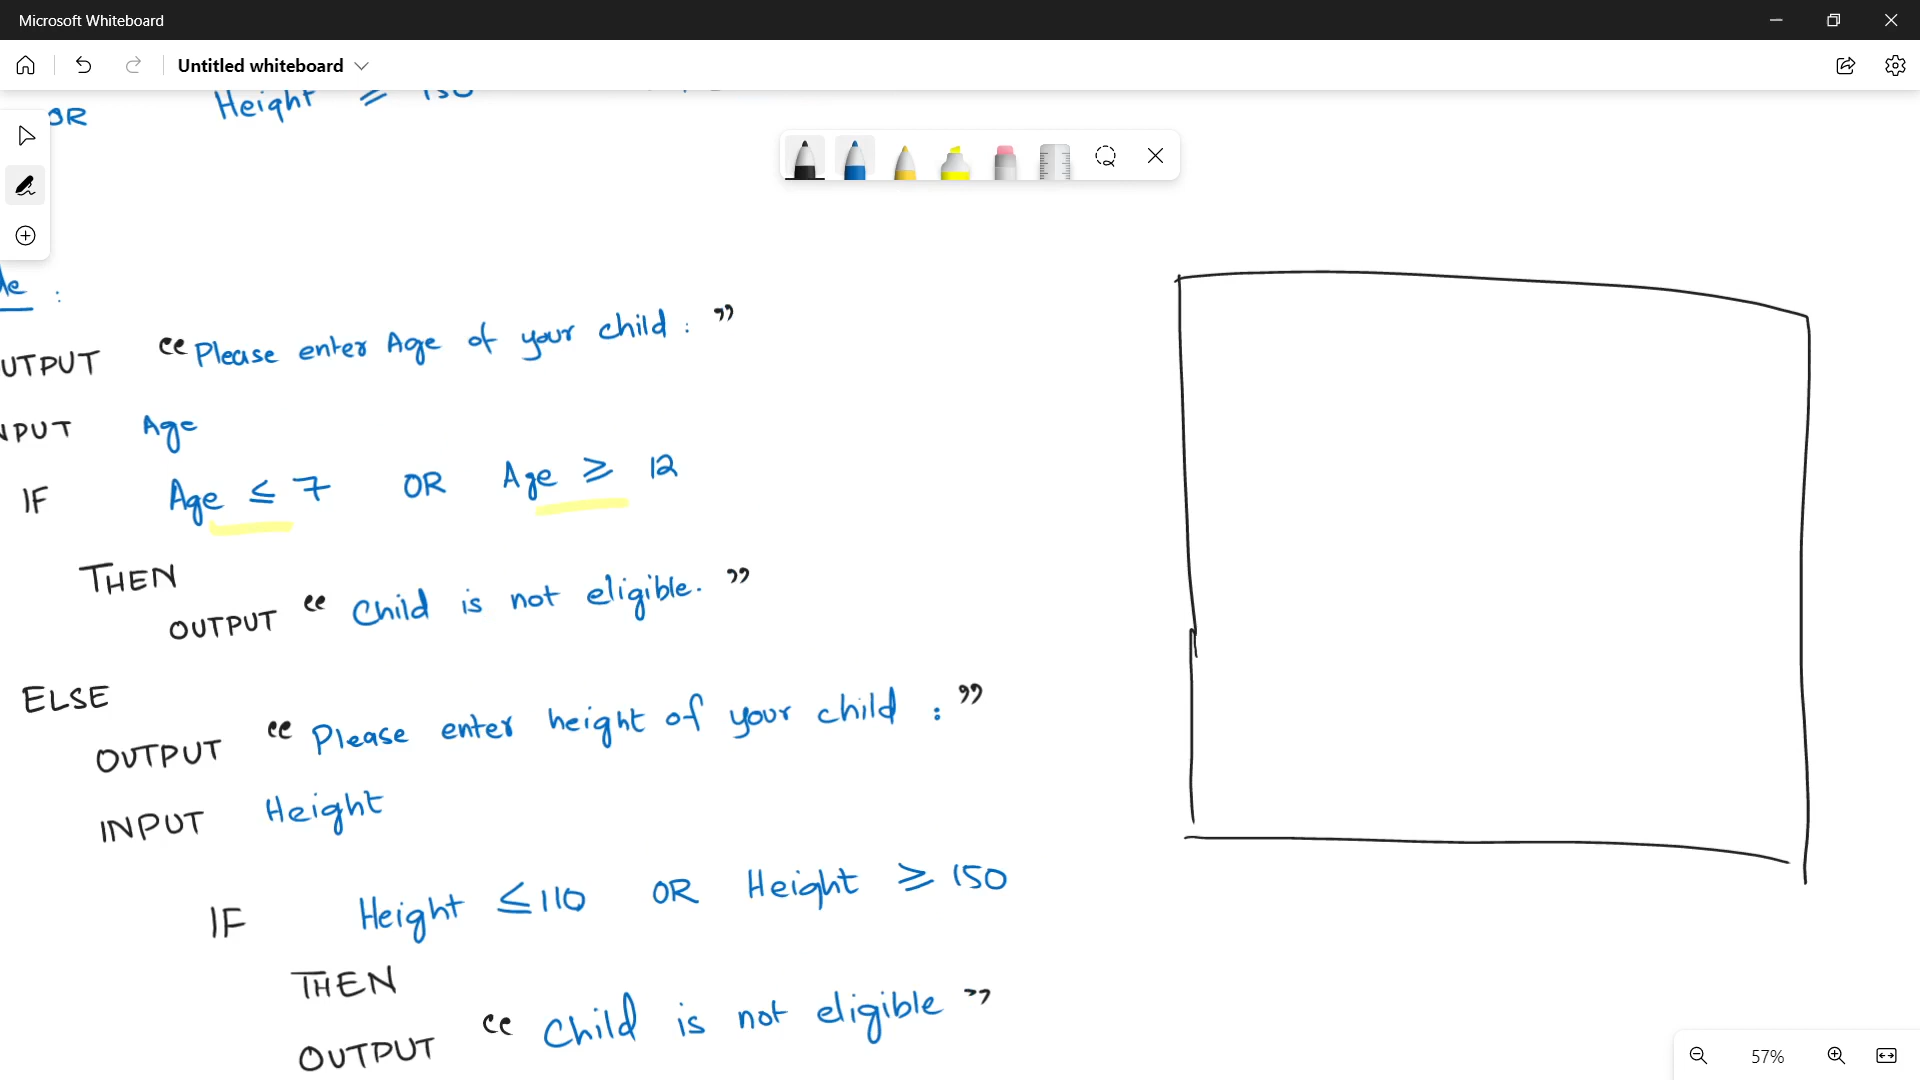 Microsoft Whiteboard
Untitled whiteboard
OR Height ≥ 150
:
UTPUT “Please enter Age of your child : ”
NPUT Age
IF Age ≤ 7 OR Age ≥ 12
THEN
OUTPUT “ Child is not eligible. ”
ELSE
OUTPUT “ Please enter height of your child : ”
INPUT Height
IF Height ≤ 110 OR Height ≥ 150
THEN
OUTPUT “ Child is not eligible ”
57%